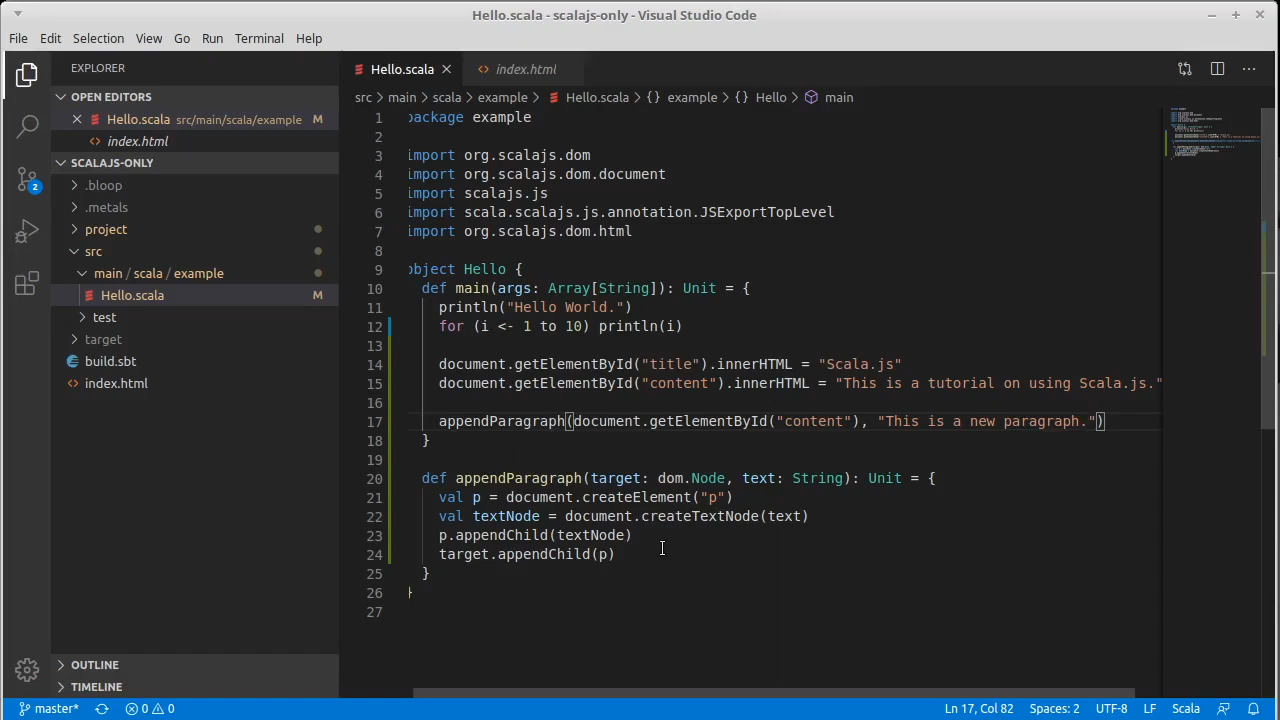 Hello.scala - scalajs-only - Visual Studio Code
File Edit Selection View Go Run Terminal Help
EXPLORER
OPEN EDITORS
Hello.scala src/main/scala/example M
index.html
SCALAJS-ONLY
.bloop
.metals
project
src
main / scala / example
Hello.scala M
test
target
build.sbt
index.html
OUTLINE
TIMELINE
2
Hello.scala
index.html
src main scala example Hello.scala {} example {} Hello main
1 package example
2
3 import org.scalajs.dom
4 import org.scalajs.dom.document
5 import scalajs.js
6 import scala.scalajs.js.annotation.JSExportTopLevel
7 import org.scalajs.dom.html
8
9 object Hello {
10 def main(args: Array[String]): Unit = {
11 println("Hello World.")
12 for (i <- 1 to 10) println(i)
13
14 document.getElementById("title").innerHTML = "Scala.js"
15 document.getElementById("content").innerHTML = "This is a tutorial on using Scala.js."
16
17 appendParagraph(document.getElementById("content"), "This is a new paragraph.")
18 }
19
20 def appendParagraph(target: dom.Node, text: String): Unit = {
21 val p = document.createElement("p")
22 val textNode = document.createTextNode(text)
23 p.appendChild(textNode)
24 target.appendChild(p)
25 }
26 }
27
master* 0 0 Ln 17, Col 82 Spaces: 2 UTF-8 LF Scala